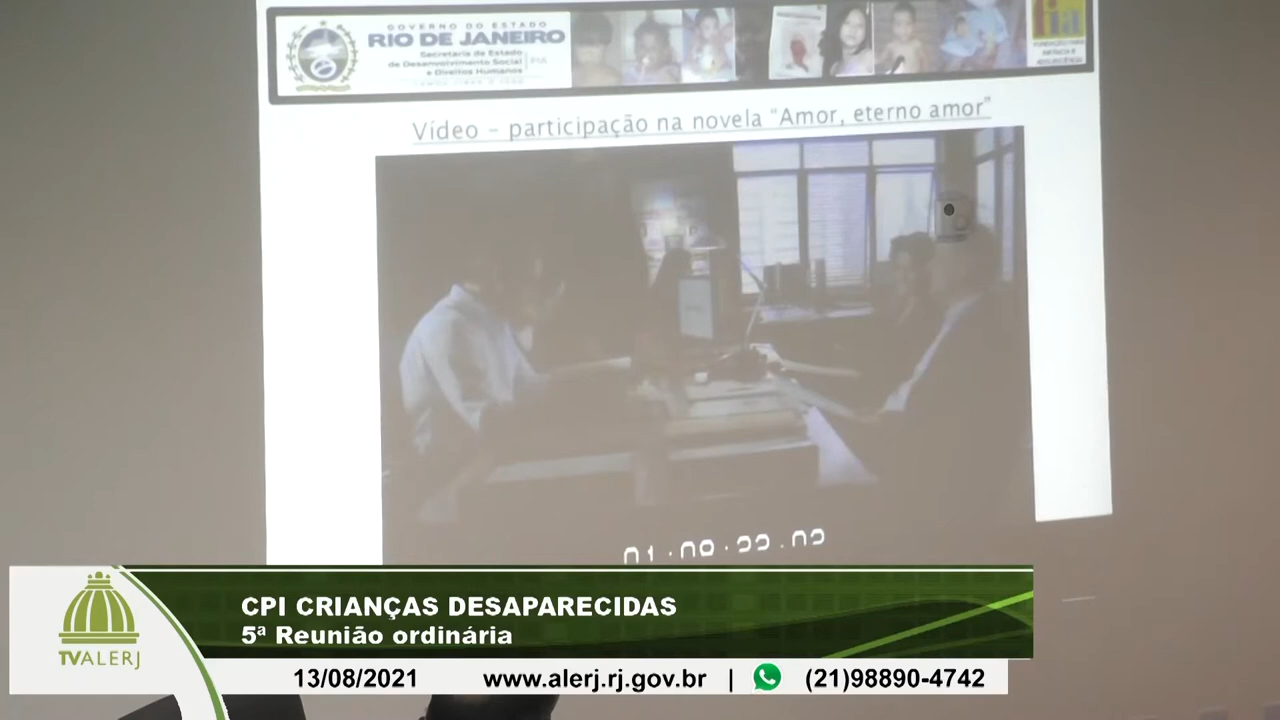 GOVERNO DO ESTADO
RIO DE JANEIRO
Secretaria de Estado
de Desenvolvimento Social
e Direitos Humanos
FIA
fia
Vídeo – participação na novela “Amor, eterno amor”
CPI CRIANÇAS DESAPARECIDAS
5ª Reunião ordinária
TVALERJ
13/08/2021 www.alerj.rj.gov.br | (21)98890-4742